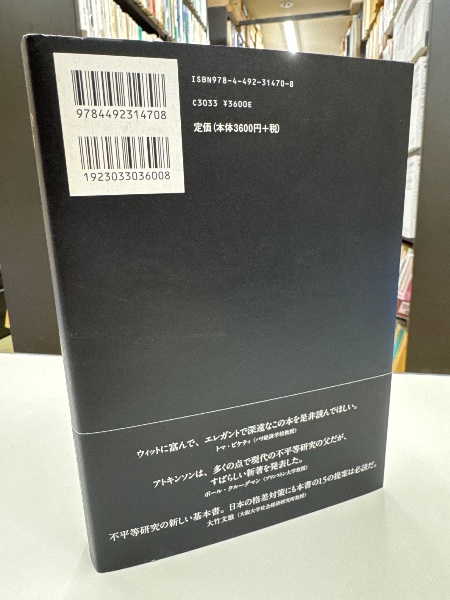 9784492314708
1923033036008
ISBN978-4-492-31470-8
C3033 ¥3600E
定価(本体3600円+税)
ウィットに富んで、エレガントで深遠なこの本を是非読んでほしい。
トマ・ピケティ(パリ経済学校教授)
アトキンソンは、多くの点で現代の不平等研究の父だが、
すばらしい新著を発表した。
ポール・クルーグマン(プリンストン大学教授)
不平等研究の新しい基本書。日本の格差対策にも本書の15の提案は必読だ。
大竹文雄(大阪大学社会経済研究所教授)